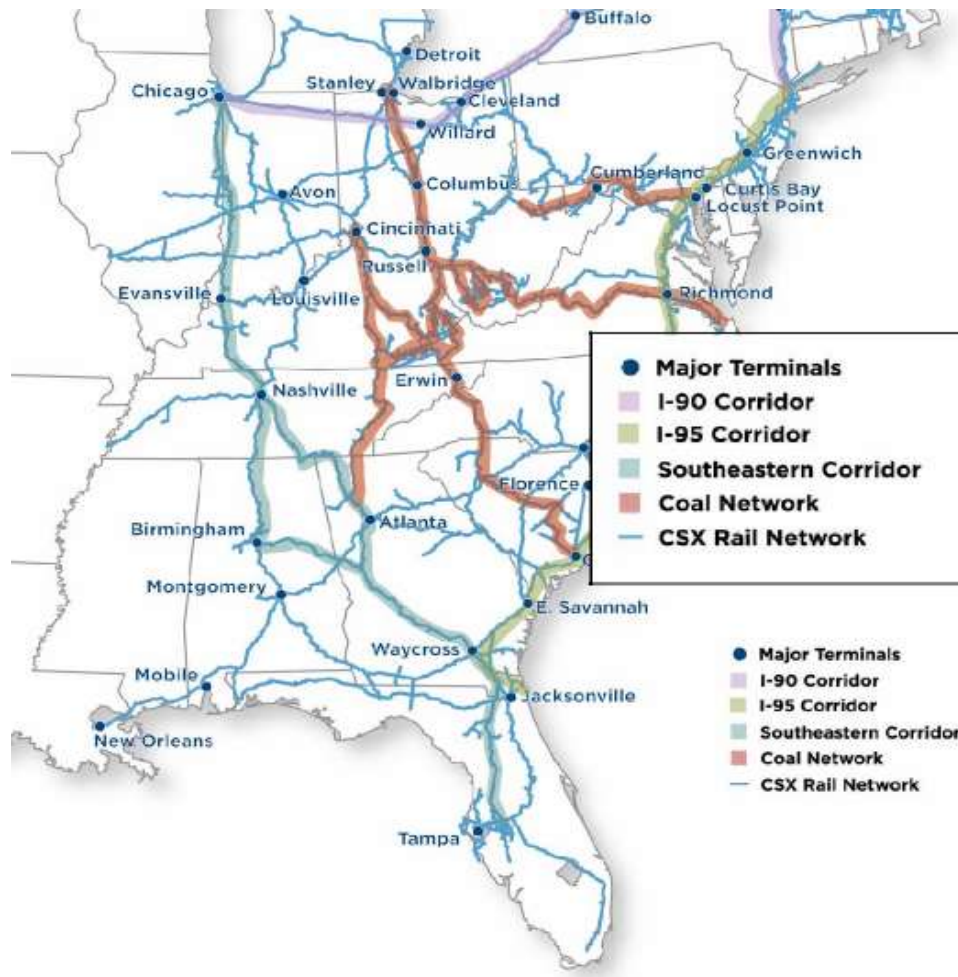 Buffalo
Detroit
Stanley Walbridge
Chicago
Cleveland
Willard
Greenwich
Cumberland
Columbus
Curtis Bay
Avon
Locust Point
Cincinnati
Russell
Evansville
Louisville
Richmond
Major Terminals
Erwin
Nashville
I-90 Corridor
I-95 Corridor
Southeastern Corridor
Florence
Coal Network
Atlanta
Birmingham
CSX Rail Network
Montgomery
E. Savannah
Waycross
Major Terminals
Mobile
I-90 Corridor
Jacksonville
I-95 Corridor
New Orleans
Southeastern Corridor
Coal Network
CSX Rail Network
Tampa